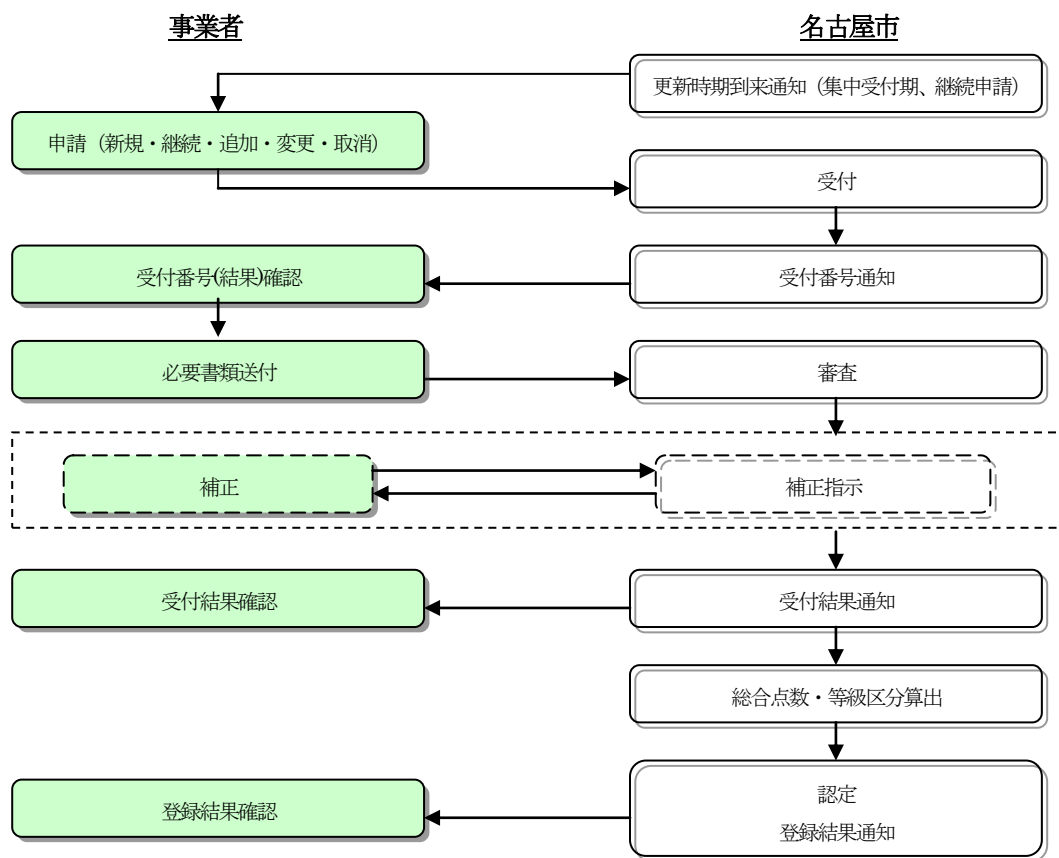 事業者
名古屋市
更新時期到来通知（集中受付期、継続申請）
申請（新規・継続・追加・変更・取消）
受付
受付番号(結果)確認
受付番号通知
必要書類送付
審査
補正
補正指示
受付結果確認
受付結果通知
総合点数・等級区分算出
登録結果確認
認定
登録結果通知